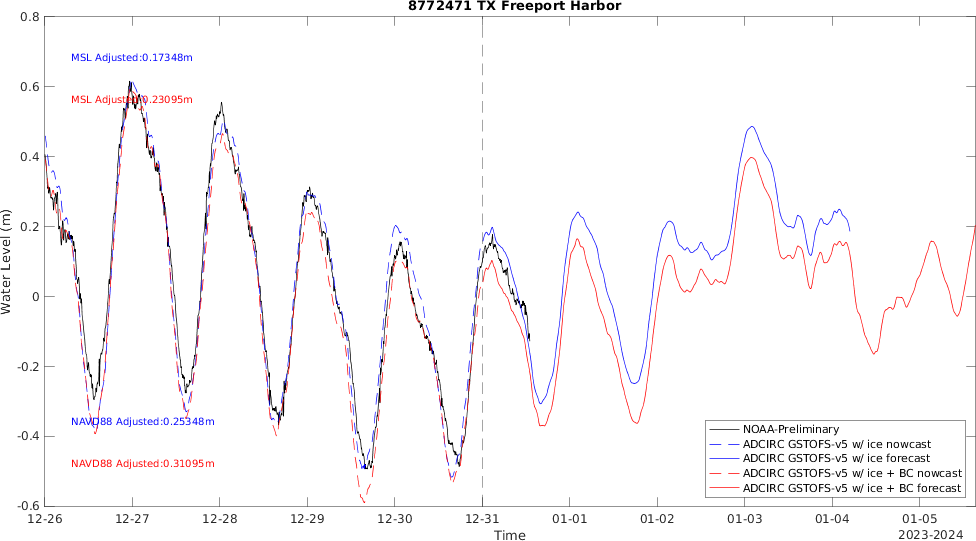 8772471 TX Freeport Harbor
0.8
0.6
0.4
0.2
0
-0.2
-0.4
-0.6
Water Level (m)
MSL Adjusted:0.17348m
MSL Adjusted:0.23095m
NAVD88 Adjusted:0.25348m
NAVD88 Adjusted:0.31095m
NOAA-Preliminary
ADCIRC GSTOFS-v5 w/ ice nowcast
ADCIRC GSTOFS-v5 w/ ice forecast
ADCIRC GSTOFS-v5 w/ ice + BC nowcast
ADCIRC GSTOFS-v5 w/ ice + BC forecast
12-26 12-27 12-28 12-29 12-30 12-31 01-01 01-02 01-03 01-04 01-05
Time
2023-2024